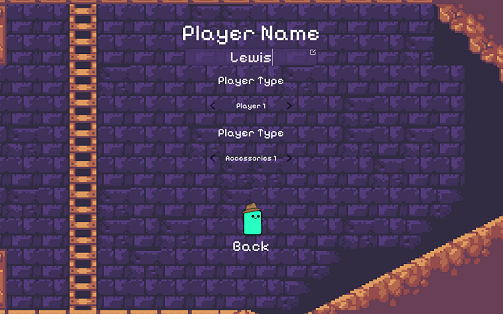 Player Name
Lewis
Player Type
Player 1
Player Type
Accessories 1
Back